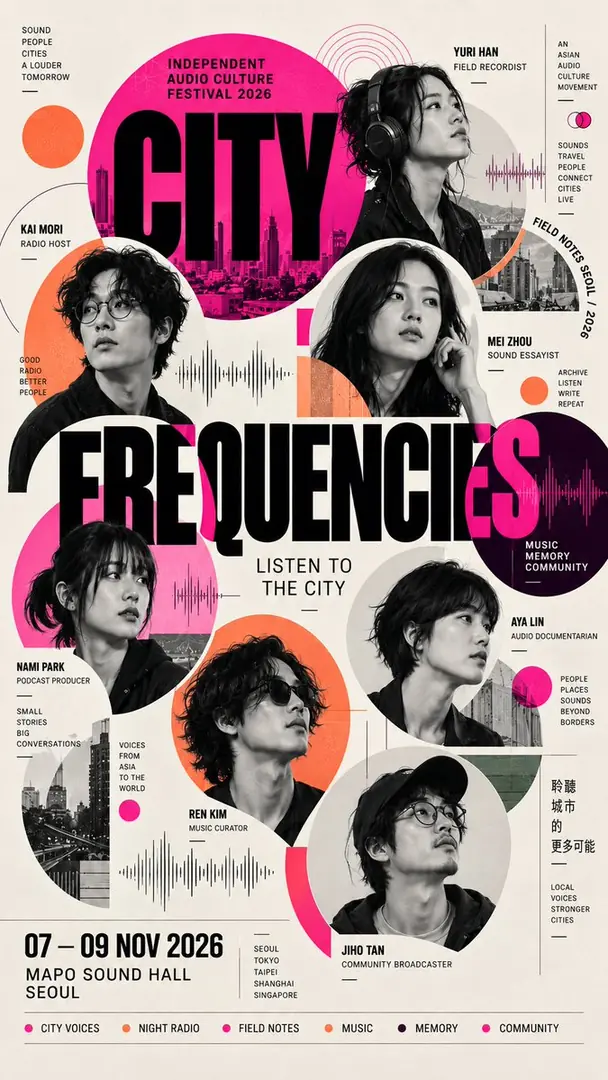 SOUND
PEOPLE
CITIES
A LOUDER
TOMORROW
INDEPENDENT
AUDIO CULTURE
FESTIVAL 2026
CITY
YURI HAN
FIELD RECORDIST
AN
ASIAN
AUDIO
CULTURE
MOVEMENT
SOUNDS
TRAVEL
PEOPLE
CONNECT
CITIES
LIVE
KAI MORI
RADIO HOST
FIELD NOTES SEOUL / 2026
GOOD
RADIO
BETTER
PEOPLE
MEI ZHOU
SOUND ESSAYIST
ARCHIVE
LISTEN
WRITE
REPEAT
FREQUENCIES
LISTEN TO
THE CITY
MUSIC
MEMORY
COMMUNITY
NAMI PARK
PODCAST PRODUCER
SMALL
STORIES
BIG
CONVERSATIONS
AYA LIN
AUDIO DOCUMENTARIAN
PEOPLE
PLACES
SOUNDS
BEYOND
BORDERS
VOICES
FROM
ASIA
TO THE
WORLD
REN KIM
MUSIC CURATOR
聆聽
城市
的
更多可能
LOCAL
VOICES
STRONGER
CITIES
JIHO TAN
COMMUNITY BROADCASTER
07 – 09 NOV 2026
MAPO SOUND HALL
SEOUL
SEOUL
TOKYO
TAIPEI
SHANGHAI
SINGAPORE
CITY VOICES
NIGHT RADIO
FIELD NOTES
MUSIC
MEMORY
COMMUNITY